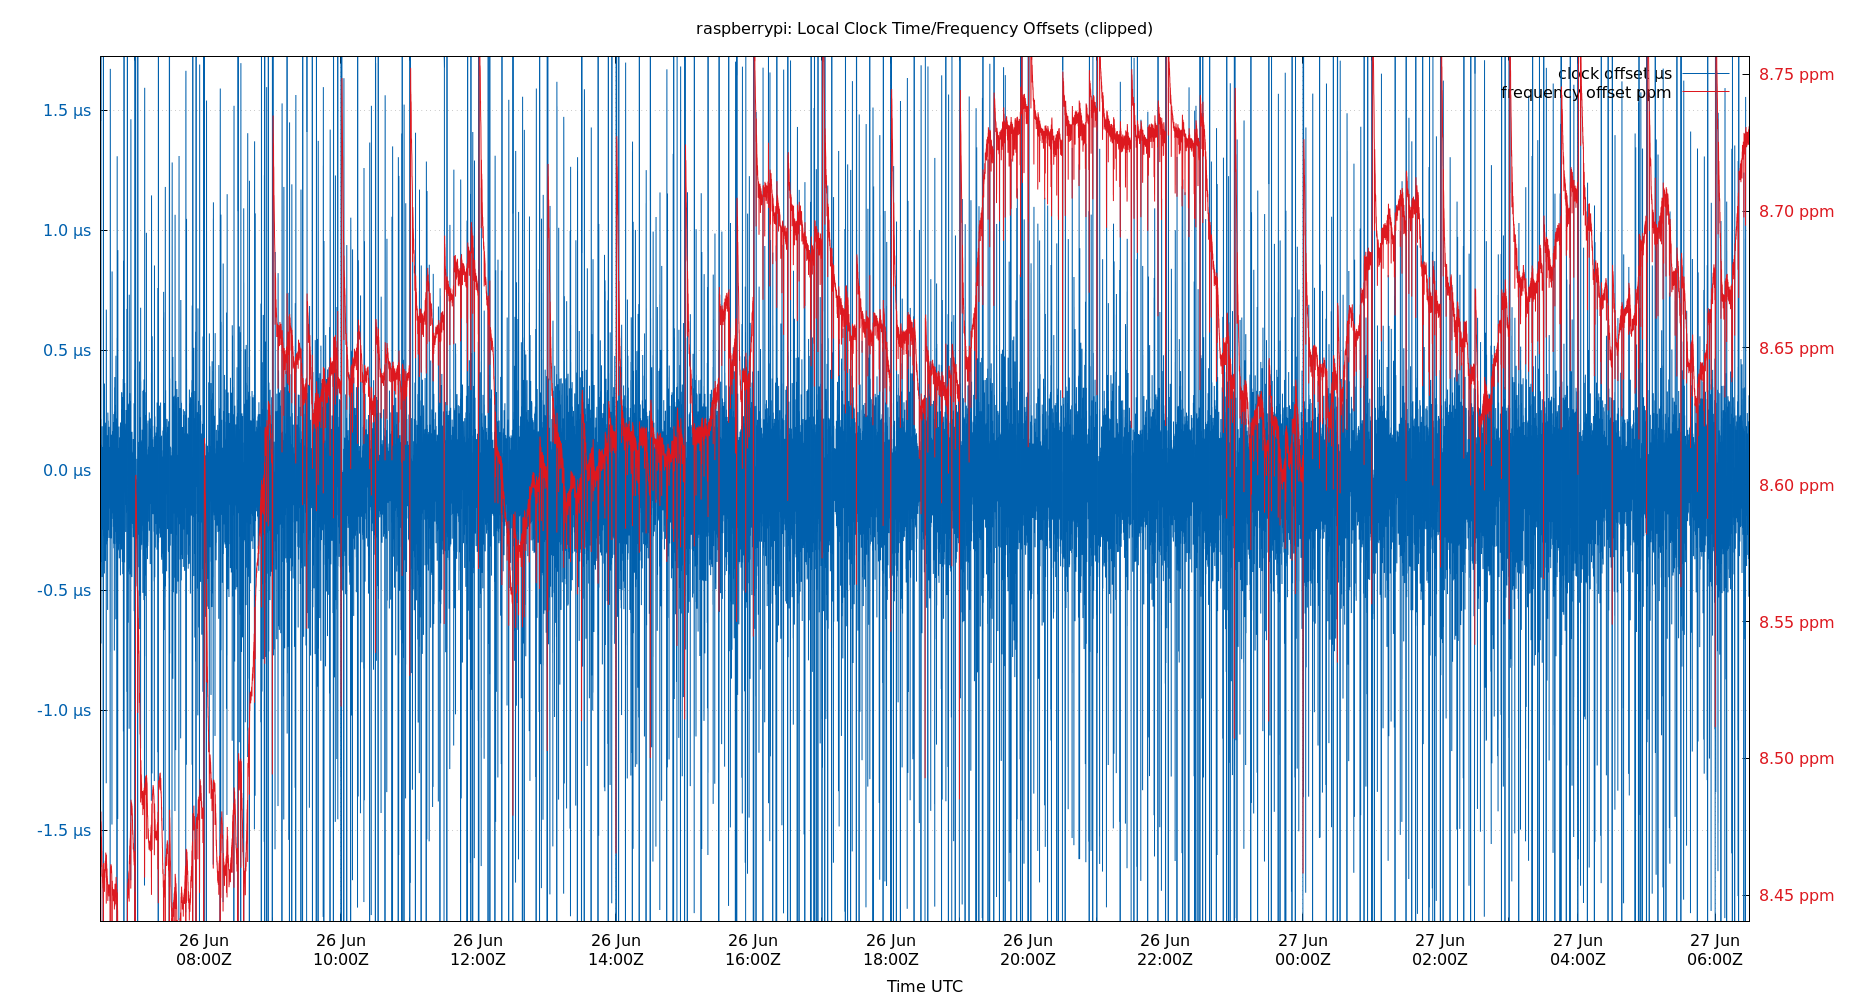 raspberrypi: Local Clock Time/Frequency Offsets (clipped)
clock offset µs
frequency offset ppm
1.5 µs
1.0 µs
0.5 µs
0.0 µs
-0.5 µs
-1.0 µs
-1.5 µs
8.75 ppm
8.70 ppm
8.65 ppm
8.60 ppm
8.55 ppm
8.50 ppm
8.45 ppm
26 Jun 26 Jun 26 Jun 26 Jun 26 Jun 26 Jun 26 Jun 26 Jun 27 Jun 27 Jun 27 Jun 27 Jun
08:00Z 10:00Z 12:00Z 14:00Z 16:00Z 18:00Z 20:00Z 22:00Z 00:00Z 02:00Z 04:00Z 06:00Z
Time UTC